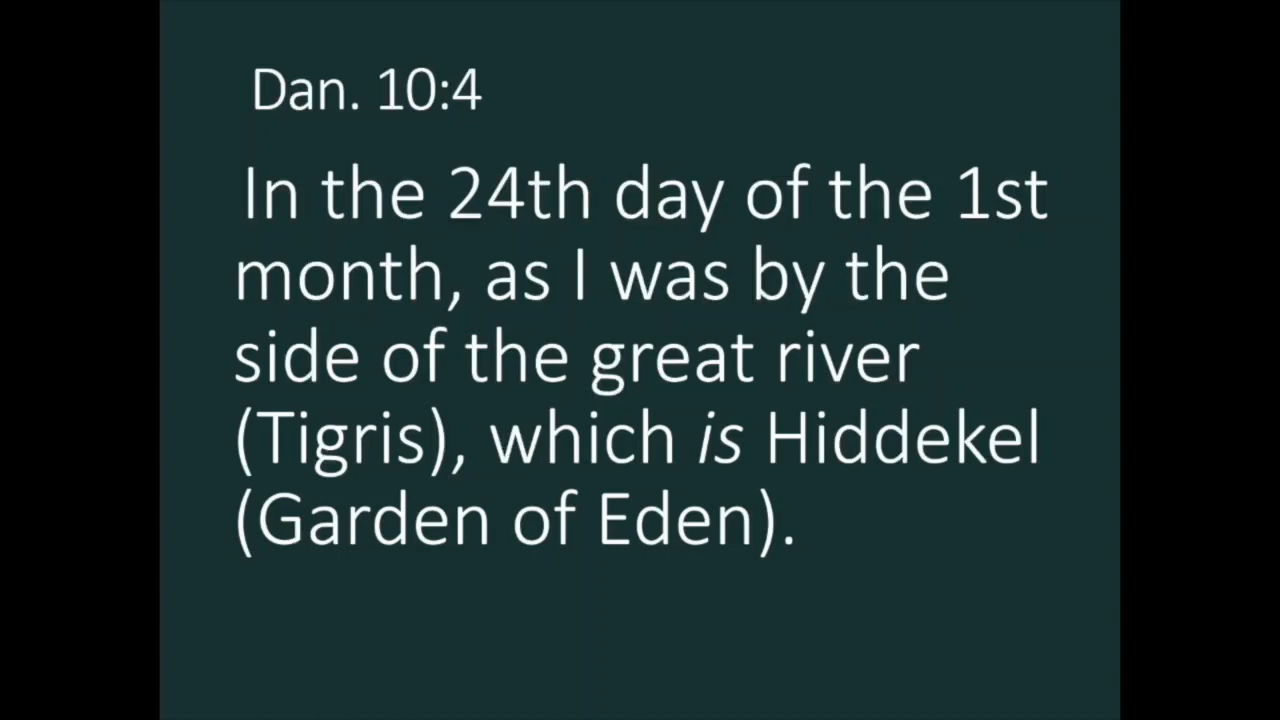 Dan. 10:4
In the 24th day of the 1st
month, as I was by the
side of the great river
(Tigris), which is Hiddekel
(Garden of Eden).